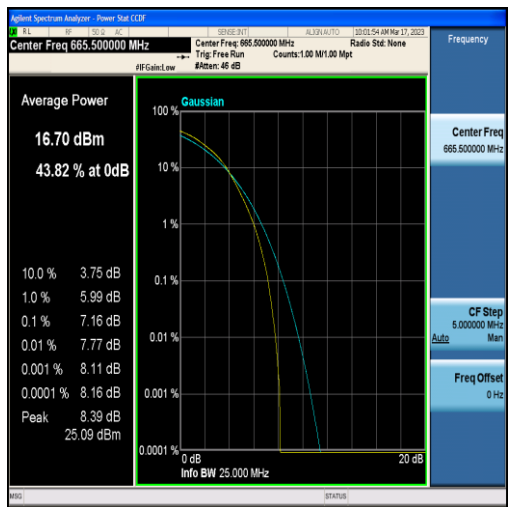 Agilent Spectrum Analyzer - Power Stat CCDF
RL RF 50 Ω AC SENSE:INT ALIGN AUTO 10:01:54 AM Mar 17, 2023
Center Freq 665.500000 MHz
Center Freq: 665.500000 MHz Radio Std: None
Trig: Free Run Counts:1.00 M/1.00 Mpt
#IFGain:Low #Atten: 46 dB
Frequency
Average Power
16.70 dBm
43.82 % at 0dB
10.0 % 3.75 dB
1.0 % 5.99 dB
0.1 % 7.16 dB
0.01 % 7.77 dB
0.001 % 8.11 dB
0.0001 % 8.16 dB
Peak 8.39 dB
25.09 dBm
Gaussian
100 %
10 %
1 %
0.1 %
0.01 %
0.001 %
0.0001 %
0 dB 20 dB
Info BW 25.000 MHz
Center Freq
665.500000 MHz
CF Step
5.000000 MHz
Auto Man
Freq Offset
0 Hz
MSG STATUS